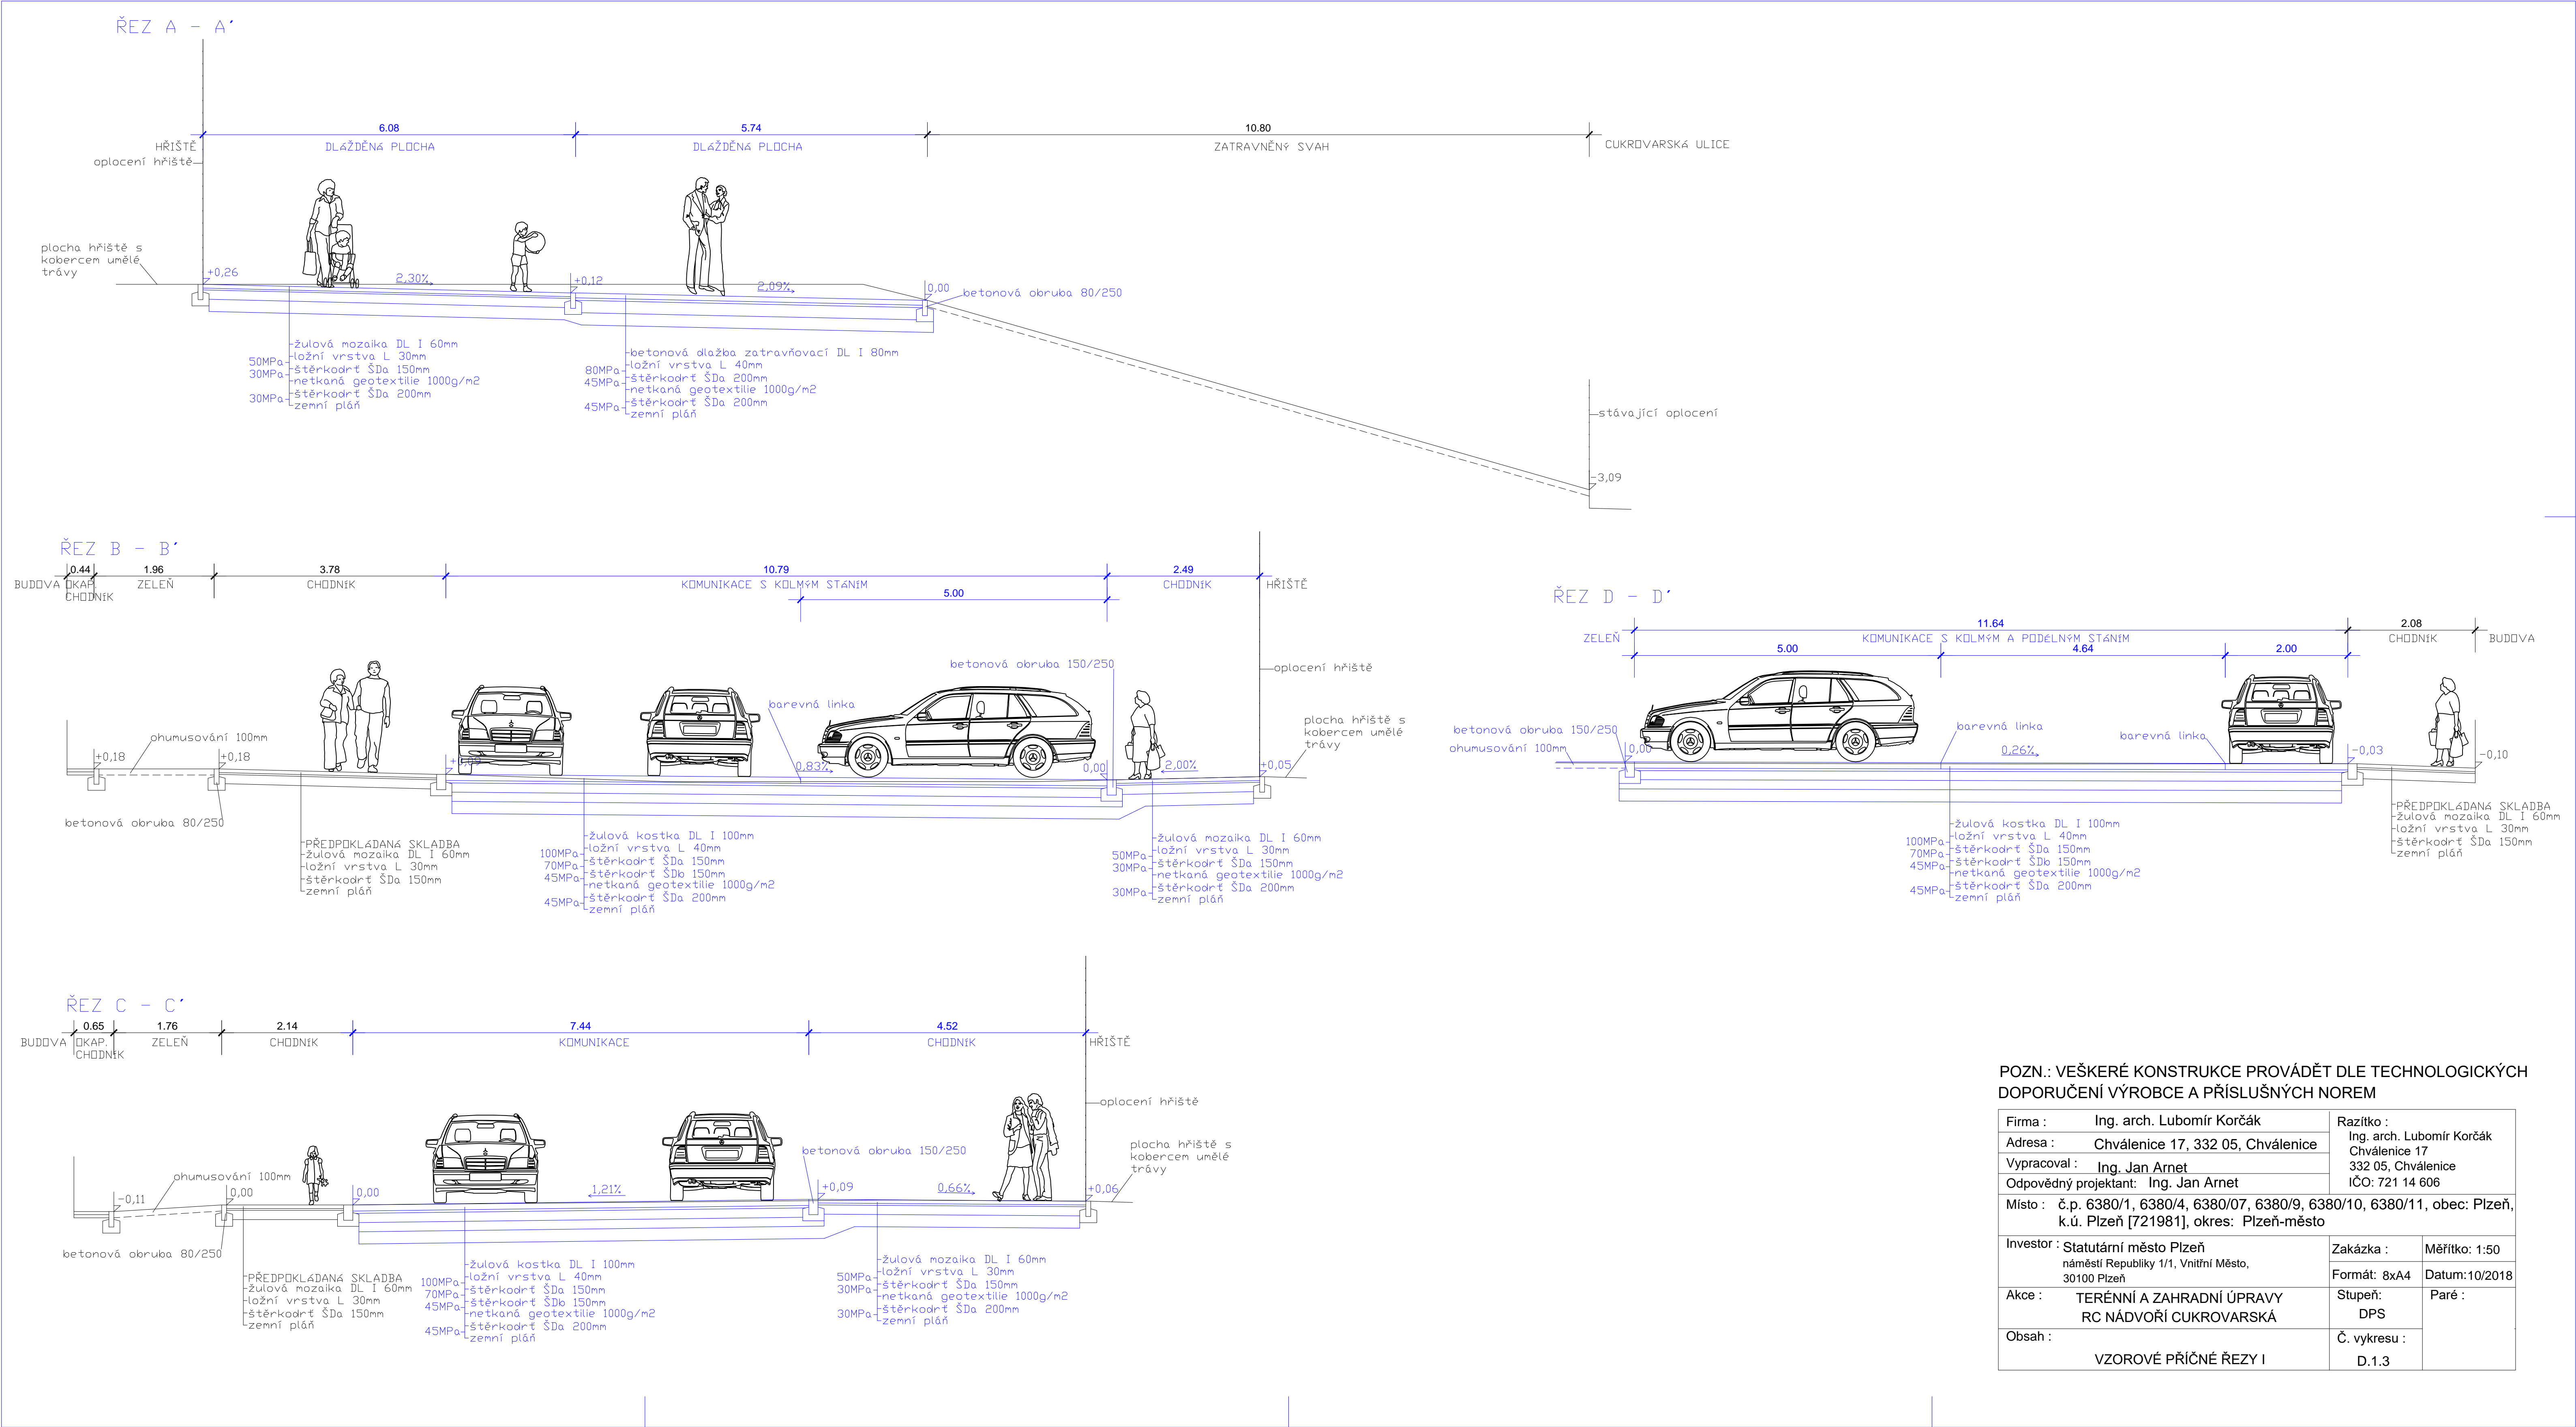 ŘEZ A - A´
6.08
5.74
10.80
HŘIŠTĚ
DLÁŽDĚNÁ PLOCHA
DLÁŽDĚNÁ PLOCHA
ZATRAVNĚNÝ SVAH
CUKROVARSKÁ ULICE
oplocení hřiště
plocha hřiště s
kobercem umělé
trávy
+0,26
2,30%
+0,12
2,09%
0,00
betonová obruba 80/250
žulová mozaika DL I 60mm
ložní vrstva L 30mm
50MPa
štěrkodrť ŠDa 150mm
30MPa
netkaná geotextilie 1000g/m2
štěrkodrť ŠDa 200mm
30MPa
zemní pláň
betonová dlažba zatravňovací DL I 80mm
ložní vrstva L 40mm
80MPa
štěrkodrť ŠDa 200mm
45MPa
netkaná geotextilie 1000g/m2
štěrkodrť ŠDa 200mm
45MPa
zemní pláň
stávající oplocení
-3,09
ŘEZ B - B´
0.44
1.96
3.78
10.79
2.49
BUDOVA
OKAP.
CHODNÍK
ZELEŇ
CHODNÍK
KOMUNIKACE S KOLMÝM STÁNÍM
CHODNÍK
HŘIŠTĚ
5.00
betonová obruba 150/250
oplocení hřiště
barevná linka
plocha hřiště s
kobercem umělé
trávy
ohumusování 100mm
+0,18
+0,18
+0,09
0,83%
0,00
2,00%
+0,05
betonová obruba 80/250
PŘEDPOKLÁDANÁ SKLADBA
žulová mozaika DL I 60mm
ložní vrstva L 30mm
štěrkodrť ŠDa 150mm
zemní pláň
žulová kostka DL I 100mm
ložní vrstva L 40mm
100MPa
štěrkodrť ŠDa 150mm
70MPa
štěrkodrť ŠDb 150mm
45MPa
netkaná geotextilie 1000g/m2
štěrkodrť ŠDa 200mm
45MPa
zemní pláň
žulová mozaika DL I 60mm
ložní vrstva L 30mm
50MPa
štěrkodrť ŠDa 150mm
30MPa
netkaná geotextilie 1000g/m2
štěrkodrť ŠDa 200mm
30MPa
zemní pláň
ŘEZ D - D´
11.64
2.08
ZELEŇ
KOMUNIKACE S KOLMÝM A PODÉLNÝM STÁNÍM
CHODNÍK
BUDOVA
5.00
4.64
2.00
betonová obruba 150/250
ohumusování 100mm
0,00
barevná linka
0,26%
barevná linka
-0,03
-0,10
žulová kostka DL I 100mm
ložní vrstva L 40mm
100MPa
štěrkodrť ŠDa 150mm
70MPa
štěrkodrť ŠDb 150mm
45MPa
netkaná geotextilie 1000g/m2
štěrkodrť ŠDa 200mm
45MPa
zemní pláň
PŘEDPOKLÁDANÁ SKLADBA
žulová mozaika DL I 60mm
ložní vrstva L 30mm
štěrkodrť ŠDa 150mm
zemní pláň
ŘEZ C - C´
0.65
1.76
2.14
7.44
4.52
BUDOVA
OKAP.
CHODNÍK
ZELEŇ
CHODNÍK
KOMUNIKACE
CHODNÍK
HŘIŠTĚ
oplocení hřiště
betonová obruba 150/250
plocha hřiště s
kobercem umělé
trávy
ohumusování 100mm
-0,11
0,00
0,00
1,21%
+0,09
0,66%
+0,06
betonová obruba 80/250
PŘEDPOKLÁDANÁ SKLADBA
žulová mozaika DL I 60mm
ložní vrstva L 30mm
štěrkodrť ŠDa 150mm
zemní pláň
žulová kostka DL I 100mm
ložní vrstva L 40mm
100MPa
štěrkodrť ŠDa 150mm
70MPa
štěrkodrť ŠDb 150mm
45MPa
netkaná geotextilie 1000g/m2
štěrkodrť ŠDa 200mm
45MPa
zemní pláň
žulová mozaika DL I 60mm
ložní vrstva L 30mm
50MPa
štěrkodrť ŠDa 150mm
30MPa
netkaná geotextilie 1000g/m2
štěrkodrť ŠDa 200mm
30MPa
zemní pláň
POZN.: VEŠKERÉ KONSTRUKCE PROVÁDĚT DLE TECHNOLOGICKÝCH
DOPORUČENÍ VÝROBCE A PŘÍSLUŠNÝCH NOREM
Firma : Ing. arch. Lubomír Korčák
Adresa : Chválenice 17, 332 05, Chválenice
Vypracoval : Ing. Jan Arnet
Odpovědný projektant: Ing. Jan Arnet
Razítko :
Ing. arch. Lubomír Korčák
Chválenice 17
332 05, Chválenice
IČO: 721 14 606
Místo : č.p. 6380/1, 6380/4, 6380/07, 6380/9, 6380/10, 6380/11, obec: Plzeň,
k.ú. Plzeň [721981], okres: Plzeň-město
Investor : Statutární město Plzeň
náměstí Republiky 1/1, Vnitřní Město,
30100 Plzeň
Zakázka :
Měřítko: 1:50
Formát: 8xA4
Datum:10/2018
Akce : TERÉNNÍ A ZAHRADNÍ ÚPRAVY
RC NÁDVOŘÍ CUKROVARSKÁ
Stupeň:
DPS
Paré :
Obsah :
VZOROVÉ PŘÍČNÉ ŘEZY I
Č. vykresu :
D.1.3